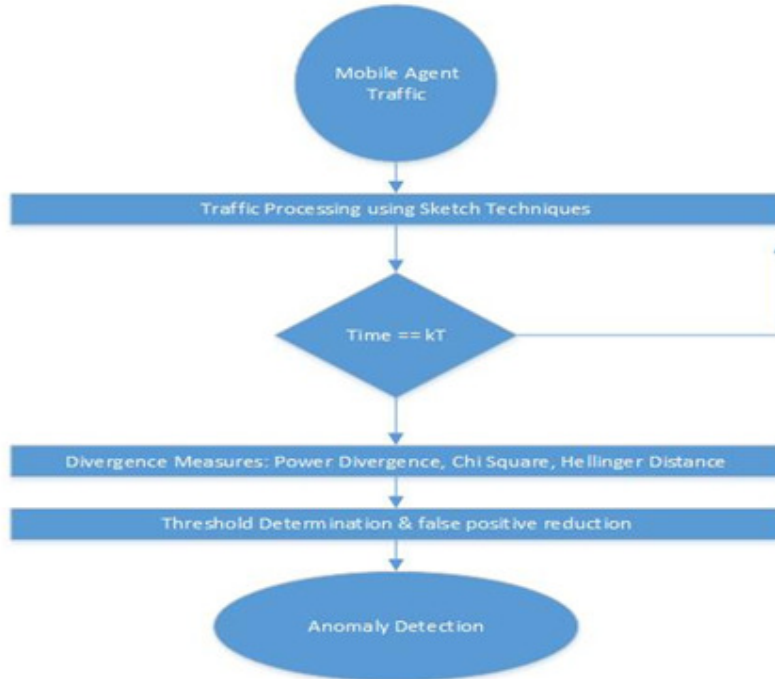 Mobile Agent
Traffic
Traffic Processing using Sketch Techniques
Time == kT
Divergence Measures: Power Divergence, Chi Square, Hellinger Distance
Threshold Determination & false positive reduction
Anomaly Detection